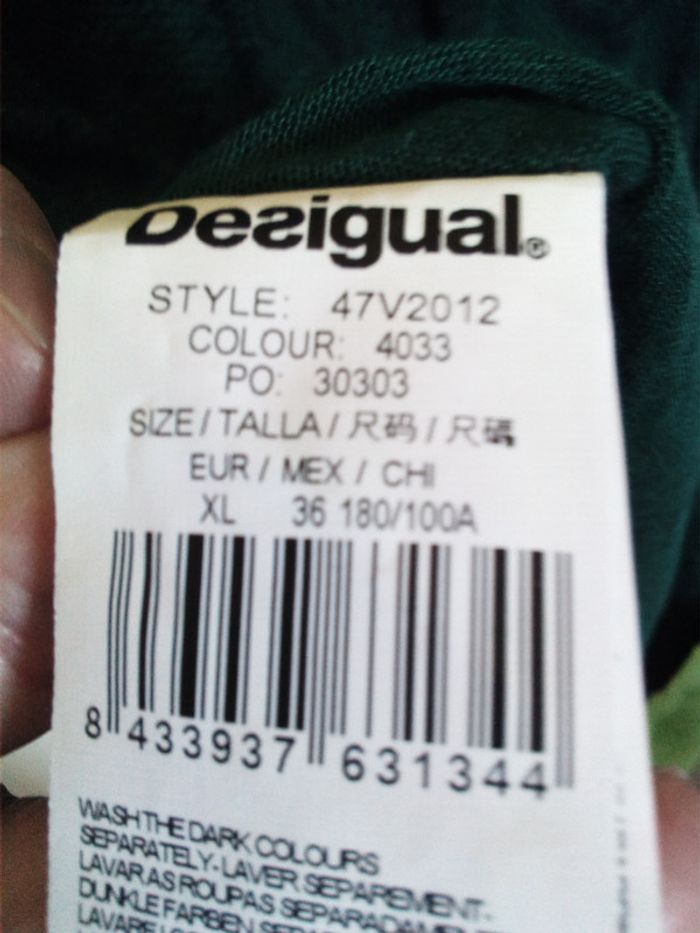 Desigual®
STYLE: 47V2012
COLOUR: 4033
PO: 30303
SIZE / TALLA / 尺码 / 尺碼
EUR / MEX / CHI
XL 36 180/100A
8 433937 631344
WASH THE DARK COLOURS
SEPARATELY-LAVER SEPAREMENT-
LAVAR AS ROUPAS SEPARADAMENTE
DUNKLE FARBEN
LAVARE